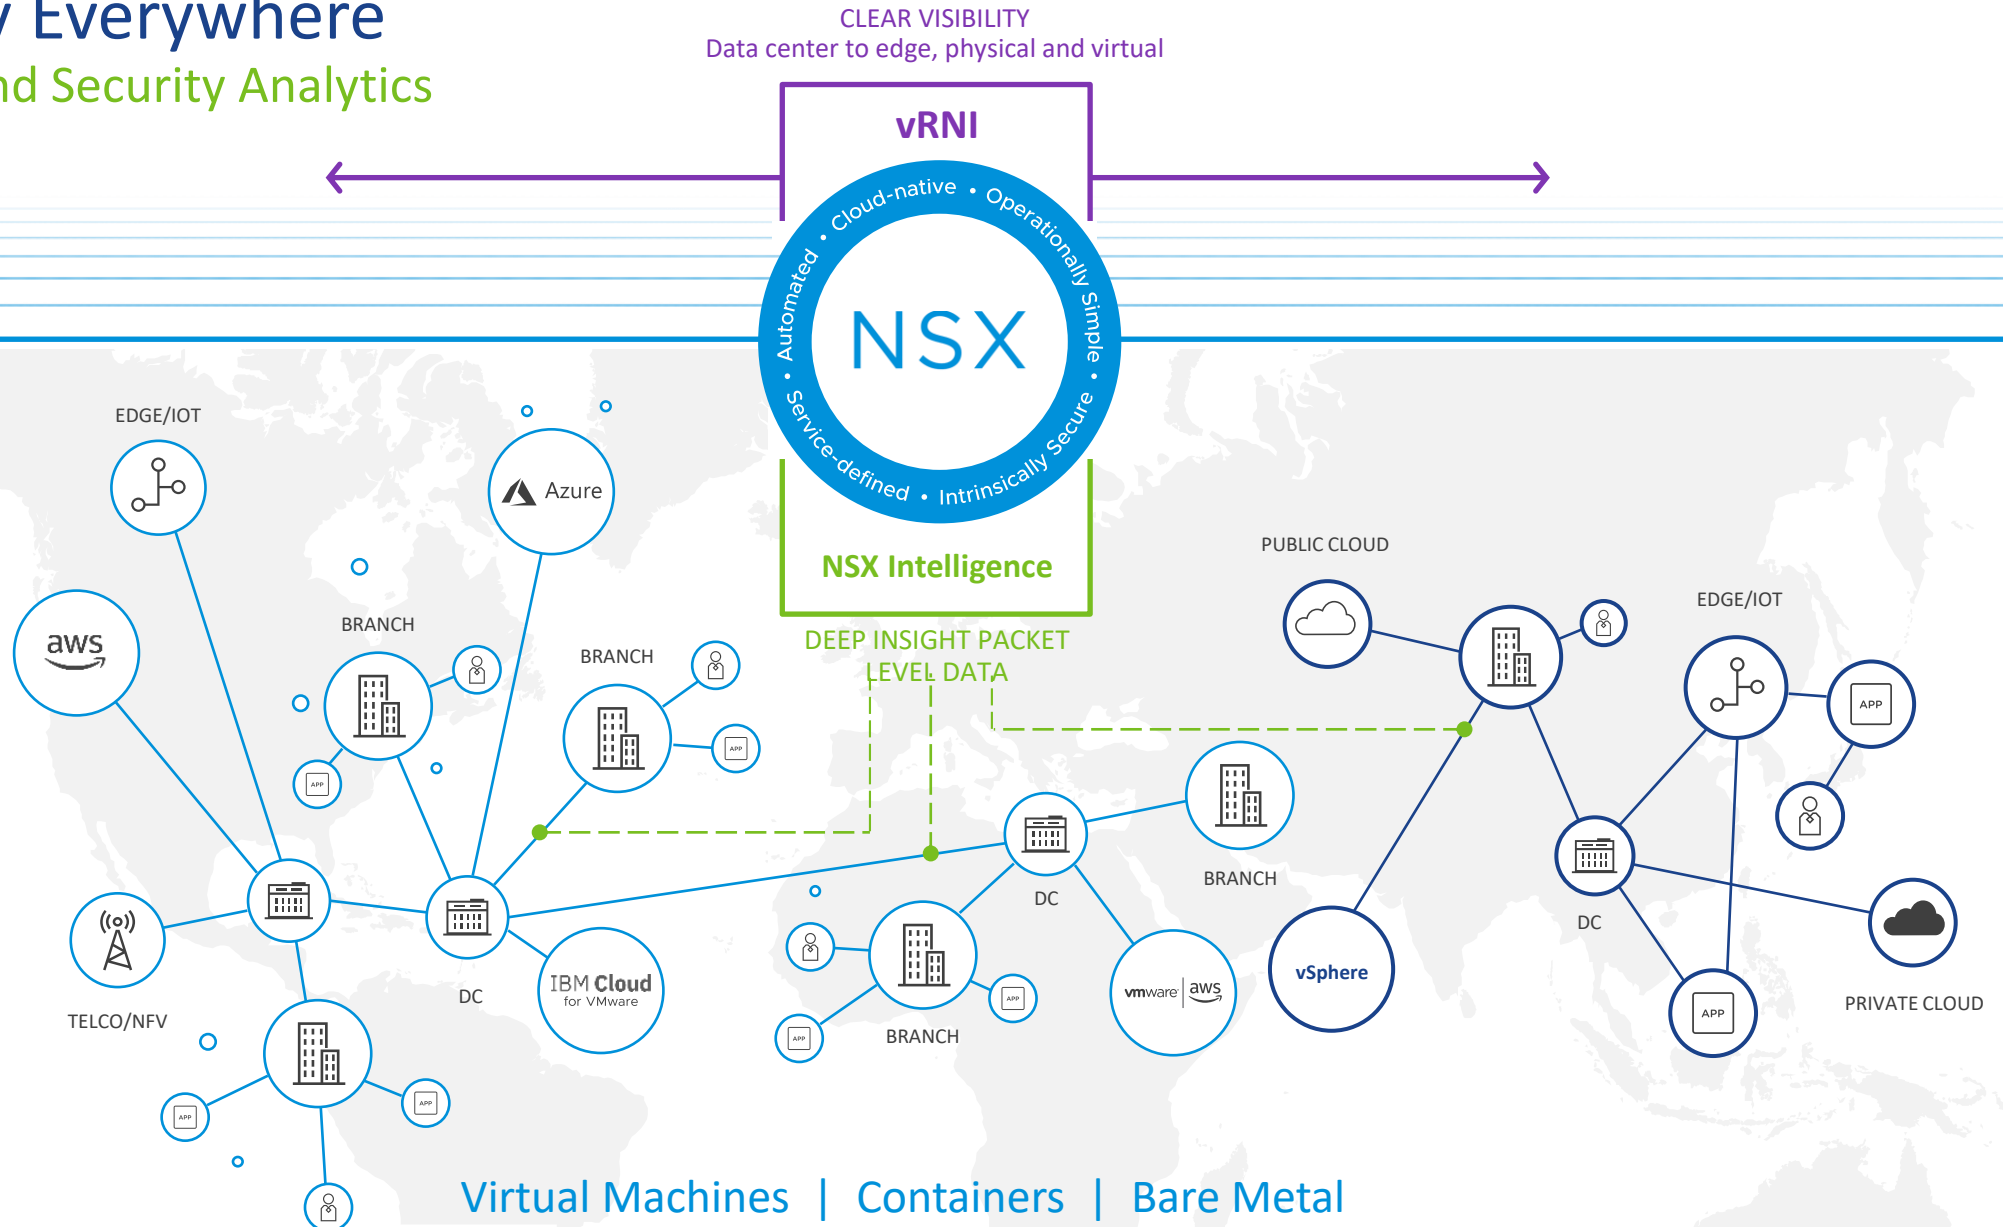 y Everywhere
nd Security Analytics
CLEAR VISIBILITY
Data center to edge, physical and virtual
vRNI
Automated • Cloud-native • Operationally Simple • Intrinsically Secure • Service-defined •
NSX
NSX Intelligence
DEEP INSIGHT PACKET
LEVEL DATA
EDGE/IOT
Azure
aws
BRANCH
APP
BRANCH
APP
TELCO/NFV
DC
IBM Cloud
for VMware
APP
APP
BRANCH
DC
APP
APP
BRANCH
vmware
aws
PUBLIC CLOUD
EDGE/IOT
APP
vSphere
DC
APP
PRIVATE CLOUD
Virtual Machines | Containers | Bare Metal